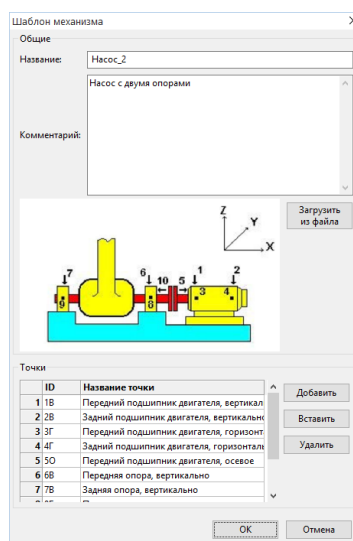 Шаблон механизма
Общие
Название: Насос_2
Насос с двумя опорами
Комментарий:
Загрузить
из файла
Z
Y
X
7 6 10 5 1 2
9 8 3 4
Точки
ID Название точки
1 1В Передний подшипник двигателя, вертикал
2 2В Задний подшипник двигателя, вертикальн
3 3Г Передний подшипник двигателя, горизонт
4 4Г Задний подшипник двигателя, горизонталь
5 5О Передний подшипник двигателя, осевое
6 6В Передняя опора, вертикально
7 7В Задняя опора, вертикально
Добавить
Вставить
Удалить
OK Отмена